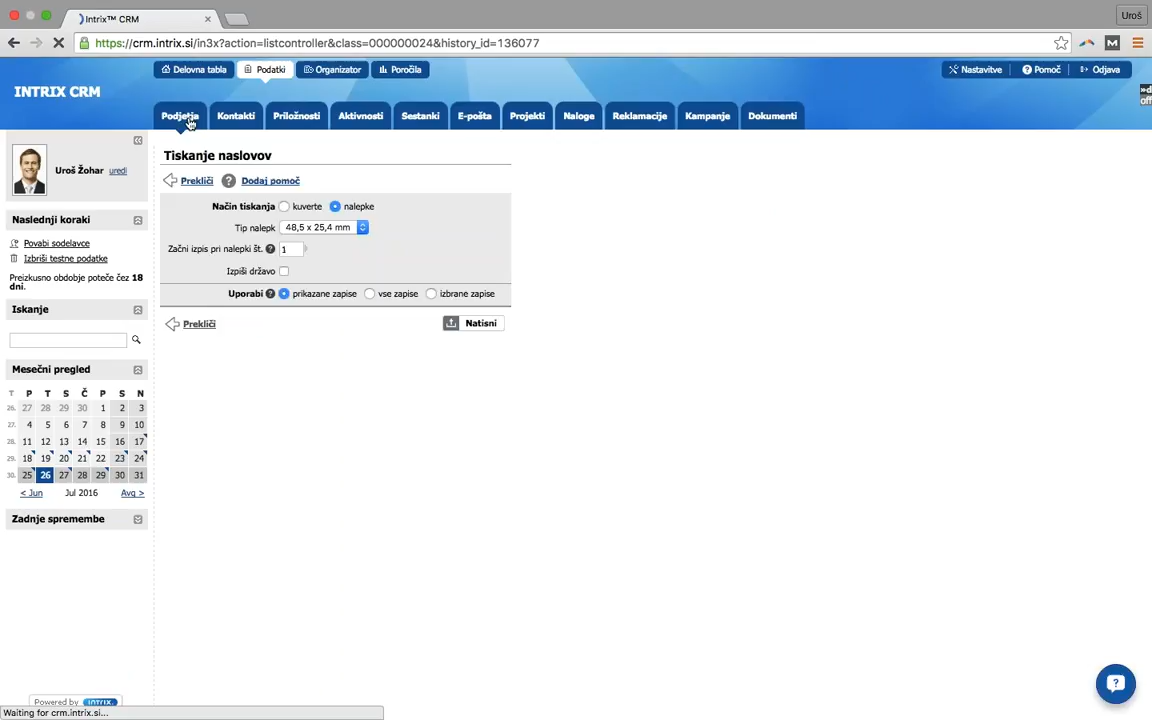 Intrix™ CRM
Uroš
https://crm.intrix.si/in3x?action=listcontroller&class=000000024&history_id=136077
M
Delovna tabla
Podatki
Organizator
Poročila
Nastavitve
Pomoč
Odjava
INTRIX CRM
»d
off
Podjetja
Kontakti
Priložnosti
Aktivnosti
Sestanki
E-pošta
Projekti
Naloge
Reklamacije
Kampanje
Dokumenti
Uroš Žohar uredi
Naslednji koraki
Povabi sodelavce
Izbriši testne podatke
Preizkusno obdobje poteče čez 18
dni.
Iskanje
Mesečni pregled
T P T S Č P S N
26. 27 28 29 30 1 2 3
27. 4 5 6 7 8 9 10
28. 11 12 13 14 15 16 17
29. 18 19 20 21 22 23 24
30. 25 26 27 28 29 30 31
< Jun Jul 2016 Avg >
Zadnje spremembe
Powered by intrix.
Tiskanje naslovov
Prekliči ? Dodaj pomoč
Način tiskanja kuverte nalepke
Tip nalepk 48,5 x 25,4 mm
Začni izpis pri nalepki št. ? 1
Izpiši državo
Uporabi ? prikazane zapise vse zapise izbrane zapise
Prekliči Natisni
Waiting for crm.intrix.si...